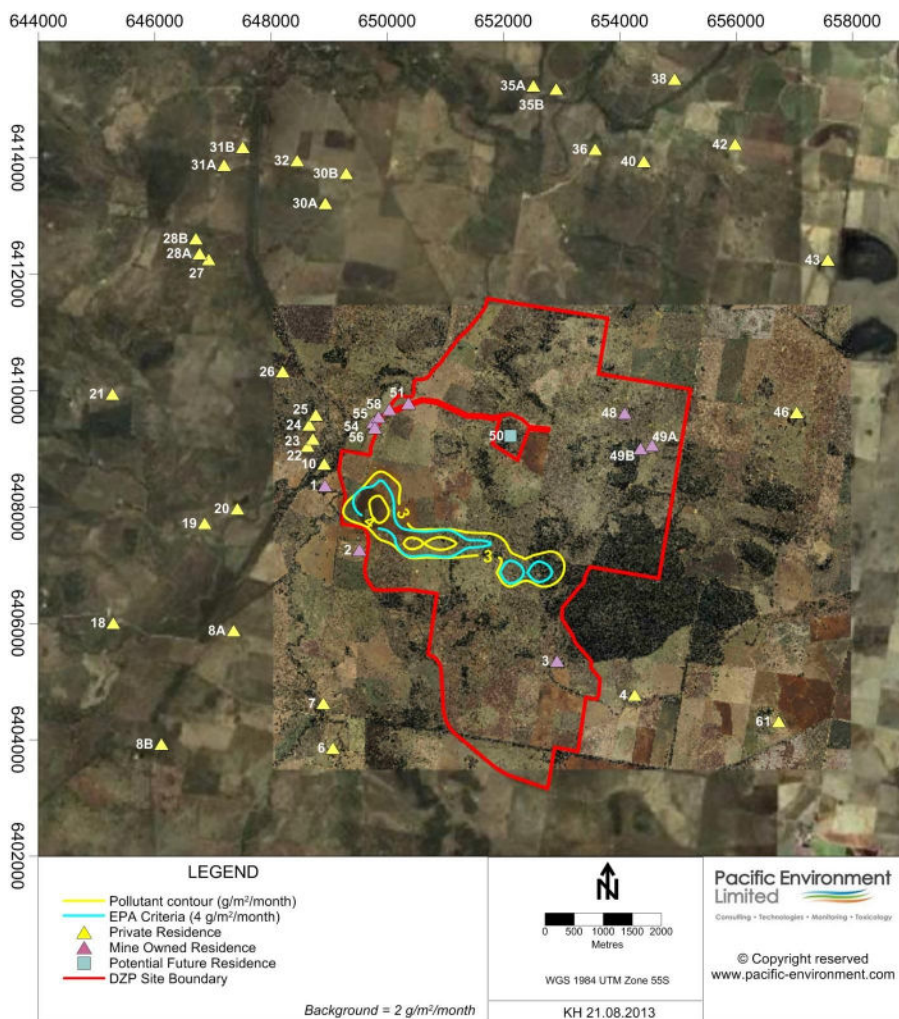 644000 646000 648000 650000 652000 654000 656000 658000
6414000
6412000
6410000
6408000
6406000
6404000
6402000
35A
35B
38
36
40
42
31B
31A
32
30B
30A
28B
28A
27
43
26
21
25
24
23
22
10
1
51
58
55
54
56
50
48
49A
49B
46
20
19
2
3
4
3
18
8A
3
4
7
6
8B
61
LEGEND
Pollutant contour (g/m²/month)
EPA Criteria (4 g/m²/month)
Private Residence
Mine Owned Residence
Potential Future Residence
DZP Site Boundary
Background = 2 g/m²/month
N
0 500 1000 1500 2000
Metres
WGS 1984 UTM Zone 55S
KH 21.08.2013
Pacific Environment
Limited
Consulting • Technologies • Monitoring • Toxicology
© Copyright reserved
www.pacific-environment.com